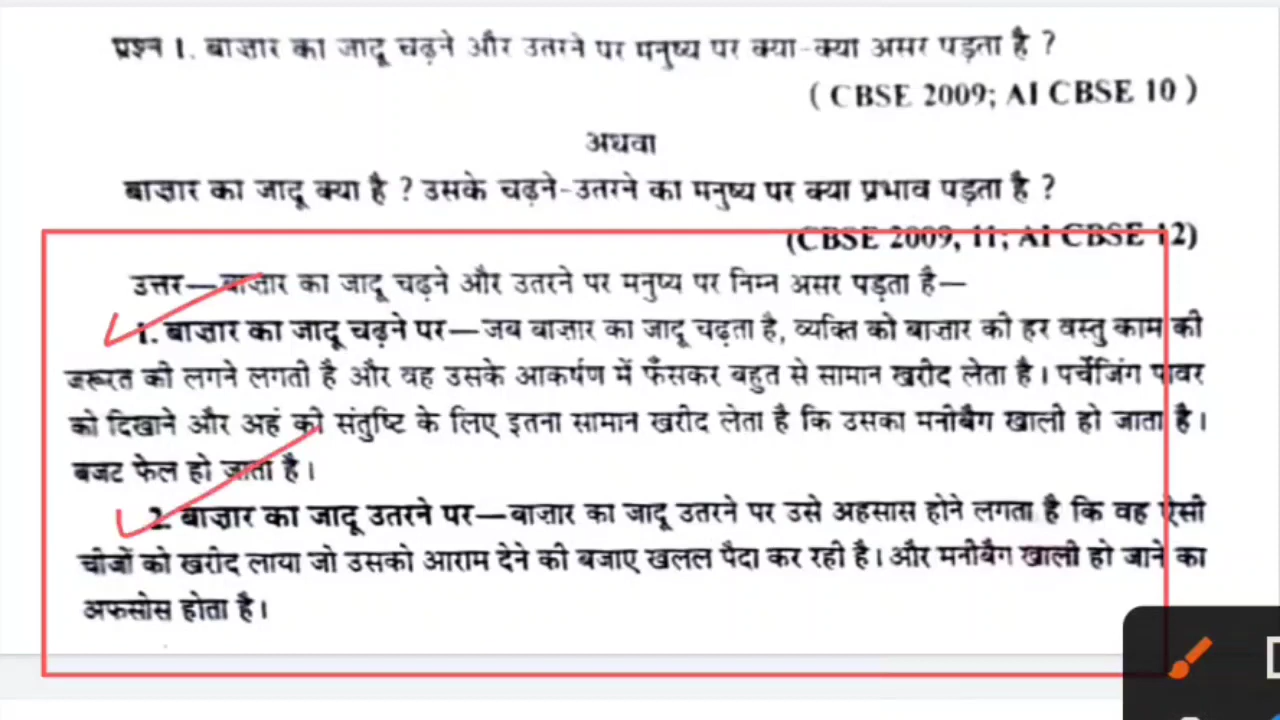 प्रश्न 1. बाज़ार का जादू चढ़ने और उतरने पर मनुष्य पर क्या-क्या असर पड़ता है ?
( CBSE 2009; AI CBSE 10 )
अथवा
बाज़ार का जादू क्या है ? उसके चढ़ने-उतरने का मनुष्य पर क्या प्रभाव पड़ता है ?
(CBSE 2009, 11; AI CBSE 12)
उत्तर—बाज़ार का जादू चढ़ने और उतरने पर मनुष्य पर निम्न असर पड़ता है—
1. बाज़ार का जादू चढ़ने पर—जब बाज़ार का जादू चढ़ता है, व्यक्ति को बाज़ार की हर वस्तु काम की
जरूरत की लगने लगती है और वह उसके आकर्षण में फँसकर बहुत से सामान खरीद लेता है। पर्चेजिंग पावर
को दिखाने और अहं की संतुष्टि के लिए इतना सामान खरीद लेता है कि उसका मनीबैग खाली हो जाता है।
बजट फेल हो जाता है।
2. बाज़ार का जादू उतरने पर—बाज़ार का जादू उतरने पर उसे अहसास होने लगता है कि वह ऐसी
चीजों को खरीद लाया जो उसको आराम देने की बजाए खलल पैदा कर रही है। और मनीबैग खाली हो जाने का
अफसोस होता है।